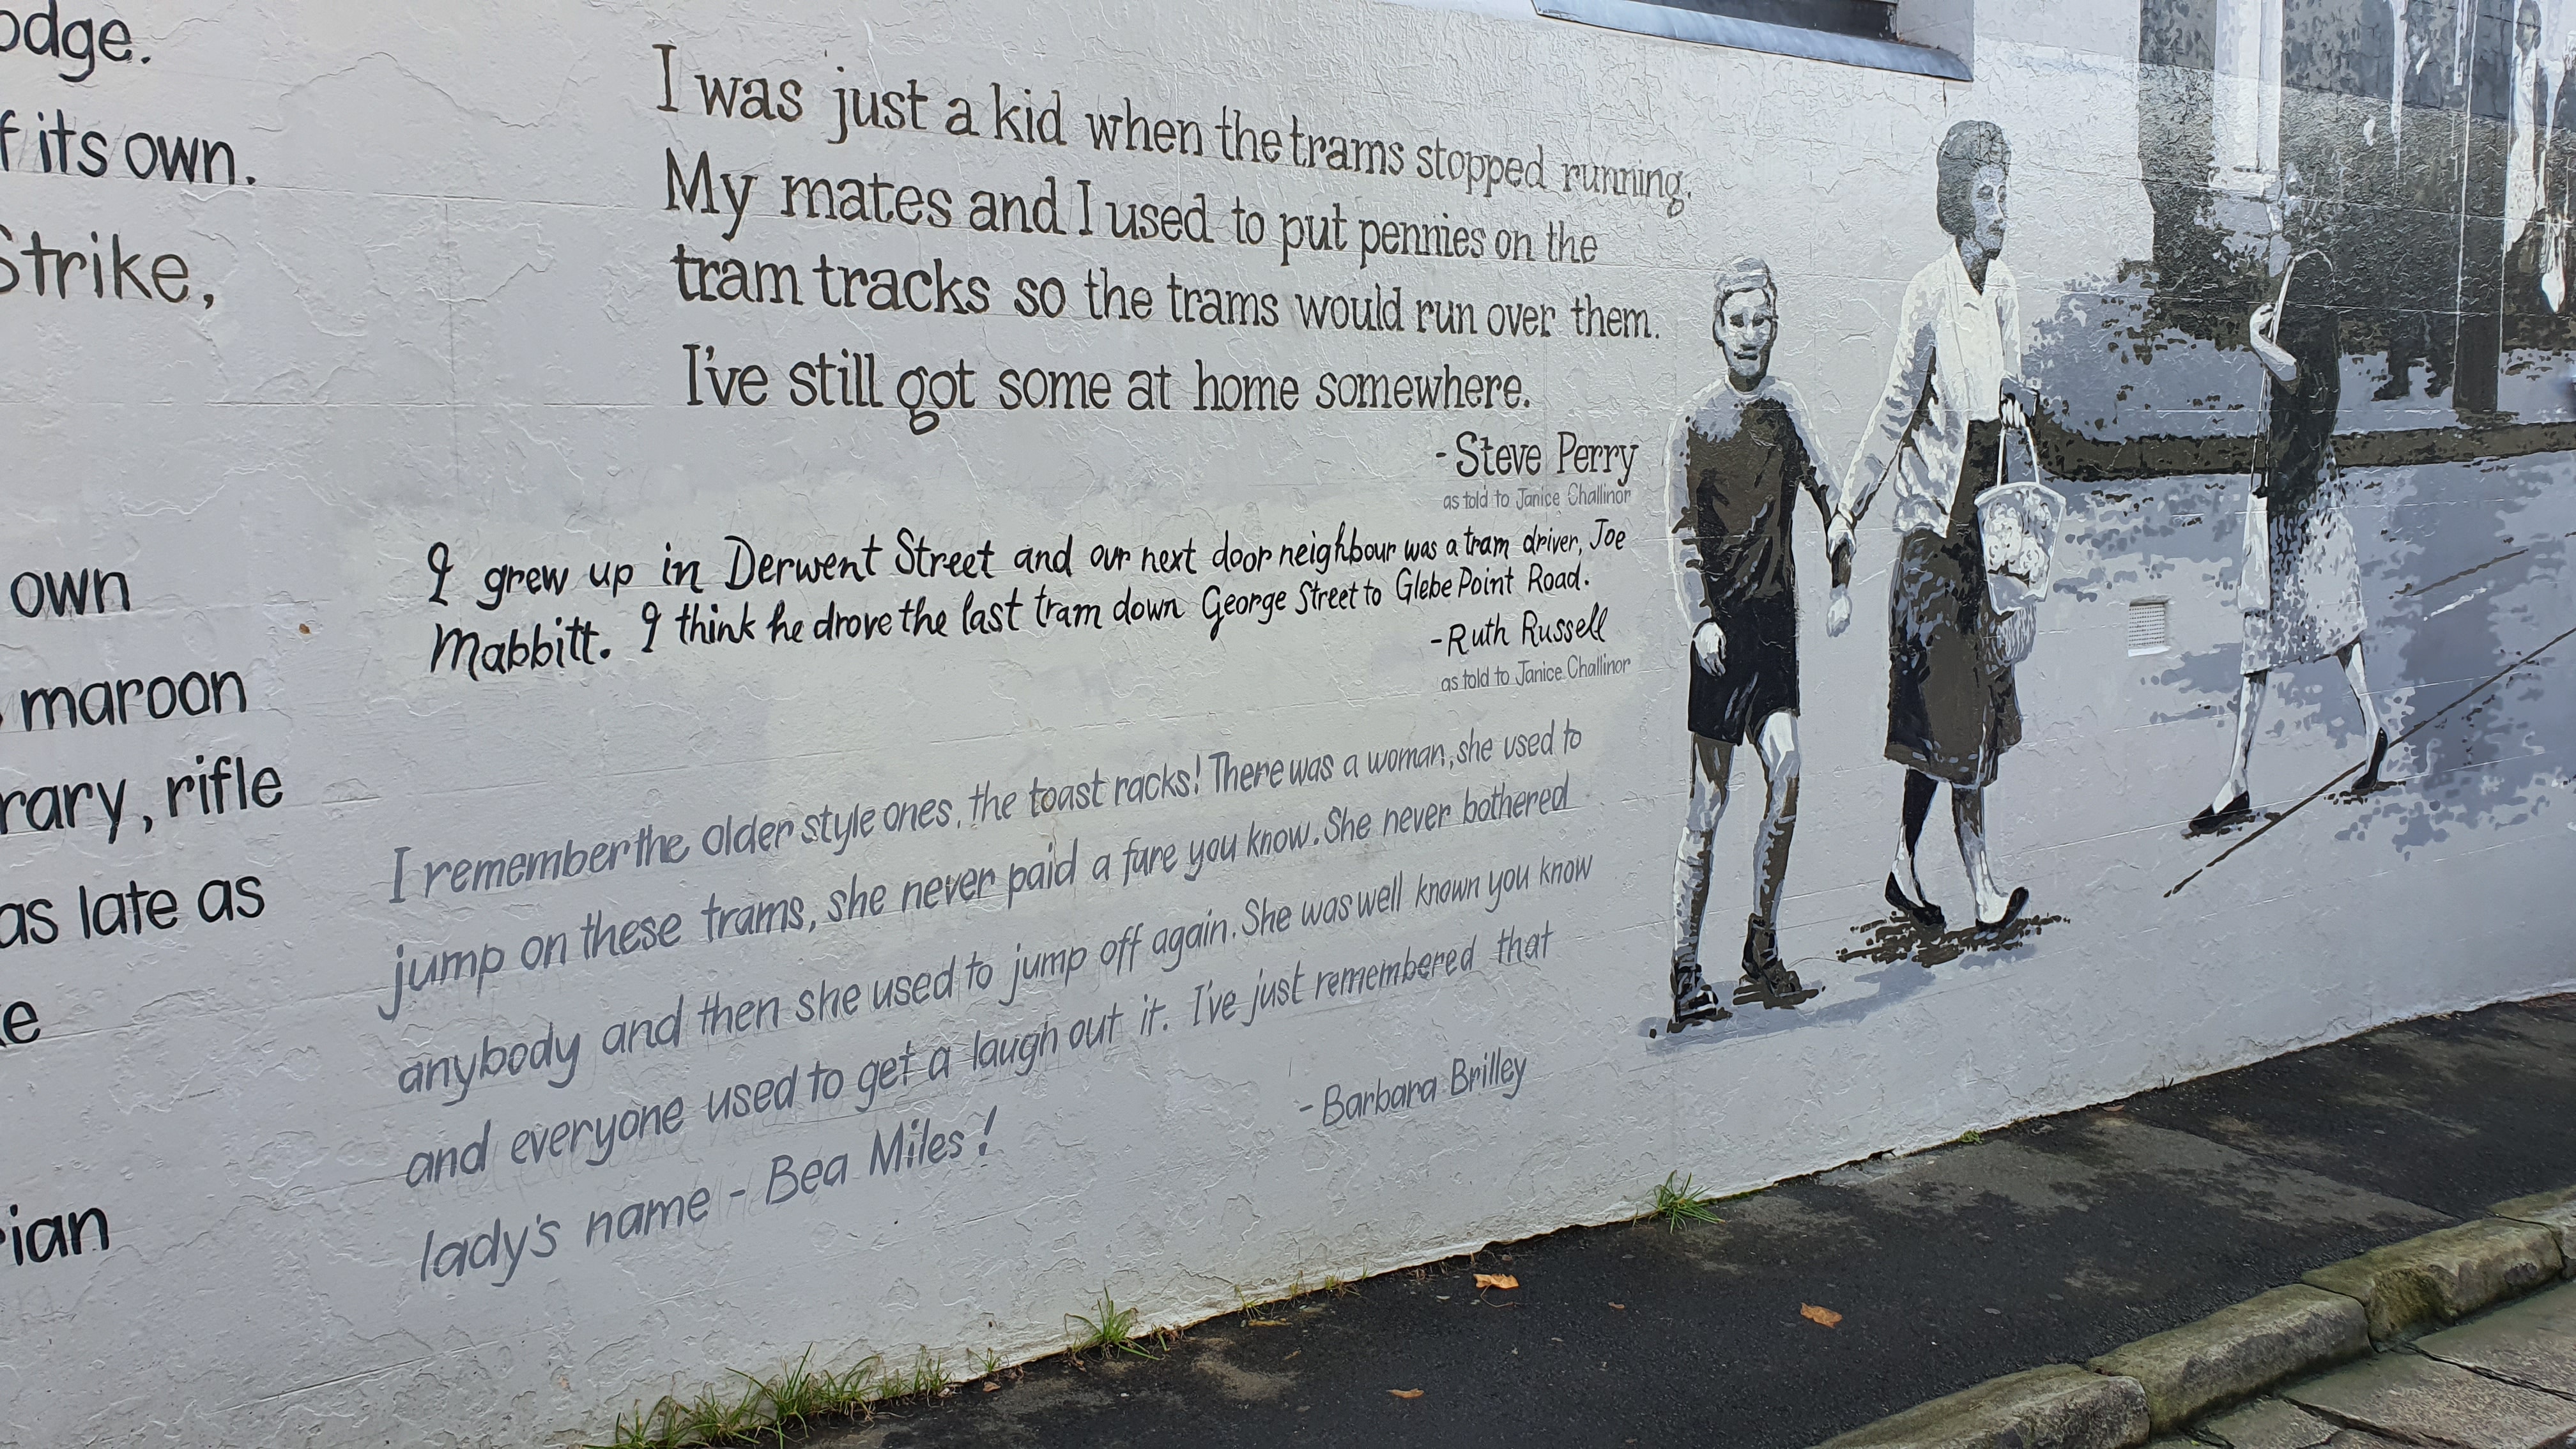 odge.
f its own.
Strike,
own
maroon
rary, rifle
as late as
ke
rian
I was just a kid when the trams stopped running.
My mates and I used to put pennies on the
tram tracks so the trams would run over them.
I've still got some at home somewhere.
- Steve Perry
as told to Janice Challinor
I grew up in Derwent Street and our next door neighbour was a tram driver, Joe
Mabbitt. I think he drove the last tram down George Street to Glebe Point Road.
- Ruth Russell
as told to Janice Challinor
I remember the older style ones, the toast racks! There was a woman, she used to
jump on these trams, she never paid a fare you know. She never bothered
anybody and then she used to jump off again. She was well known you know
and everyone used to get a laugh out it. I've just remembered that
lady's name - Bea Miles!
- Barbara Brilley